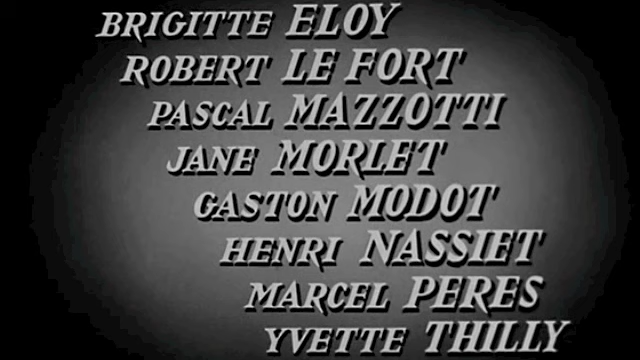 BRIGITTE ELOY
ROBERT LE FORT
PASCAL MAZZOTTI
JANE MORLET
GASTON MODOT
HENRI NASSIET
MARCEL PERES
YVETTE THILLY